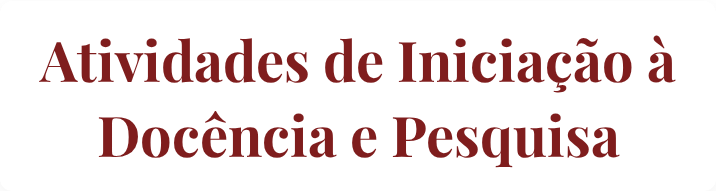 Atividades de Iniciação à
Docência e Pesquisa